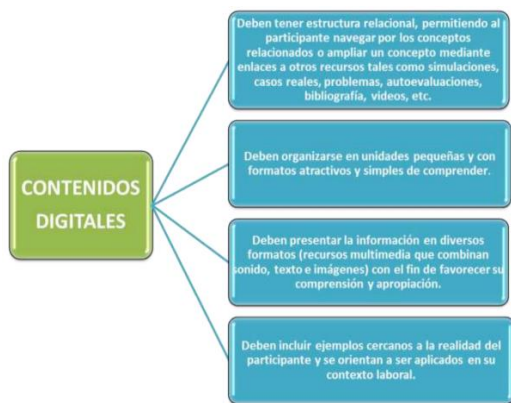 CONTENIDOS
DIGITALES
Deben tener estructura relacional, permitiendo al
participante navegar por los conceptos
relacionados o ampliar un concepto mediante
enlaces a otros recursos tales como simulaciones,
casos reales, problemas, autoevaluaciones,
bibliografía, videos, etc.
Deben organizarse en unidades pequeñas y con
formatos atractivos y simples de comprender.
Deben presentar la información en diversos
formatos (recursos multimedia que combinan
sonido, texto e imágenes) con el fin de favorecer su
comprensión y apropiación.
Deben incluir ejemplos cercanos a la realidad del
participante y se orientan a ser aplicados en su
contexto laboral.